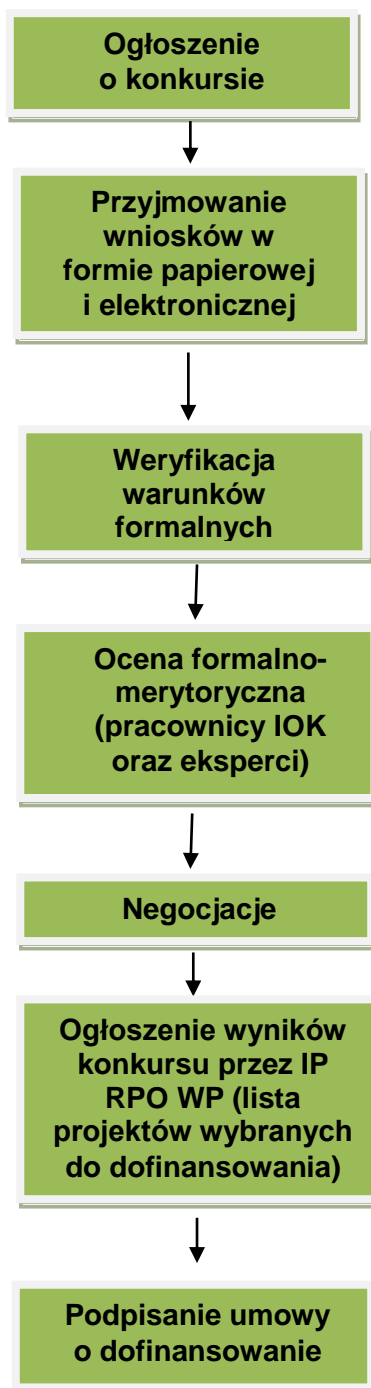 Ogłoszenie
o konkursie
Przyjmowanie
wniosków w
formie papierowej
i elektronicznej
Weryfikacja
warunków
formalnych
Ocena formalno-
merytoryczna
(pracownicy IOK
oraz eksperci)
Negocjacje
Ogłoszenie wyników
konkursu przez IP
RPO WP (lista
projektów wybranych
do dofinansowania)
Podpisanie umowy
o dofinansowanie